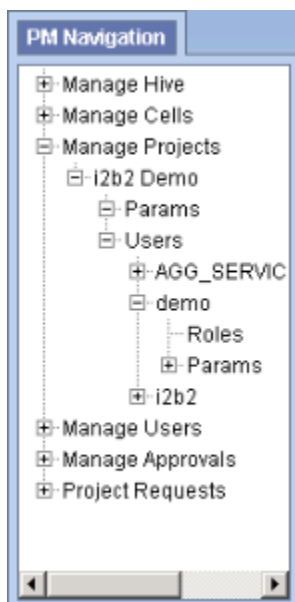 PM Navigation
Manage Hive
Manage Cells
Manage Projects
i2b2 Demo
Params
Users
AGG_SERVIC
demo
Roles
Params
i2b2
Manage Users
Manage Approvals
Project Requests